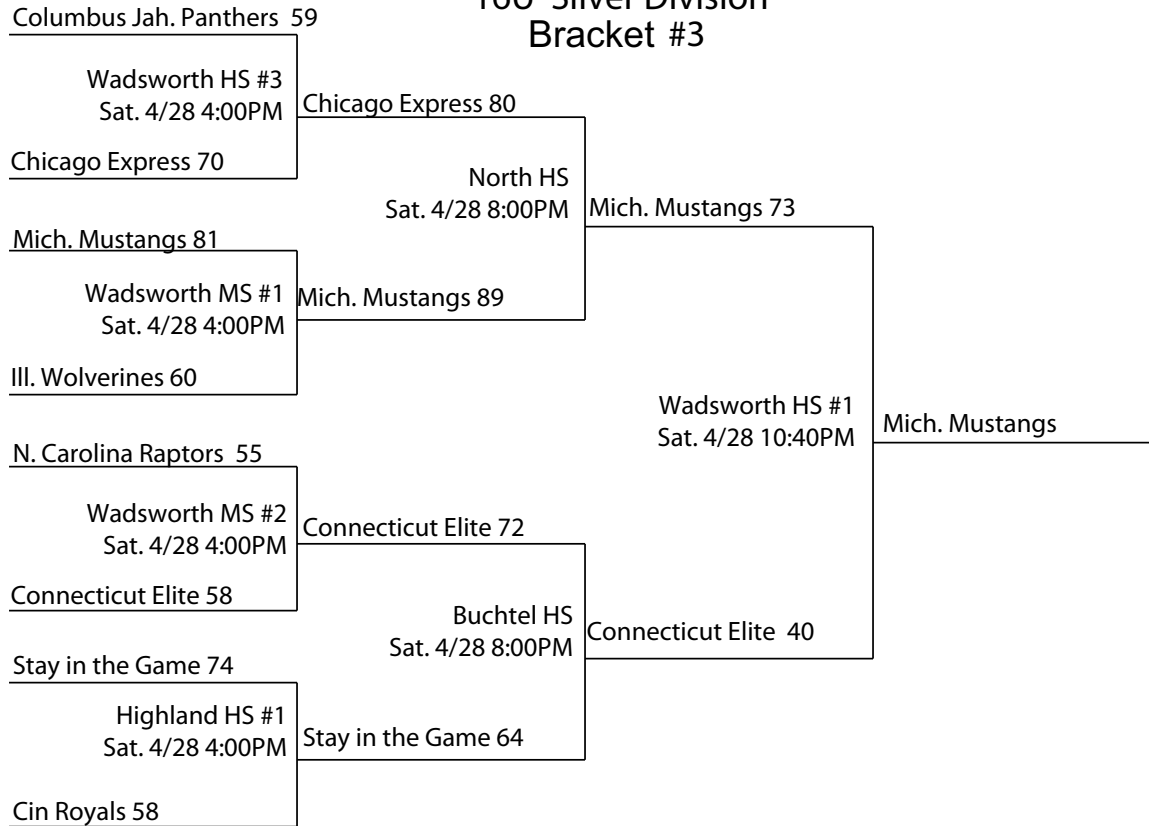 Columbus Jah. Panthers 59
Silver Division
Bracket #3
Wadsworth HS #3
Sat. 4/28 4:00PM
Chicago Express 80
Chicago Express 70
North HS
Sat. 4/28 8:00PM
Mich. Mustangs 73
Mich. Mustangs 81
Wadsworth MS #1
Sat. 4/28 4:00PM
Mich. Mustangs 89
Ill. Wolverines 60
Wadsworth HS #1
Sat. 4/28 10:40PM
Mich. Mustangs
N. Carolina Raptors 55
Wadsworth MS #2
Sat. 4/28 4:00PM
Connecticut Elite 72
Connecticut Elite 58
Buchtel HS
Sat. 4/28 8:00PM
Connecticut Elite 40
Stay in the Game 74
Highland HS #1
Sat. 4/28 4:00PM
Stay in the Game 64
Cin Royals 58